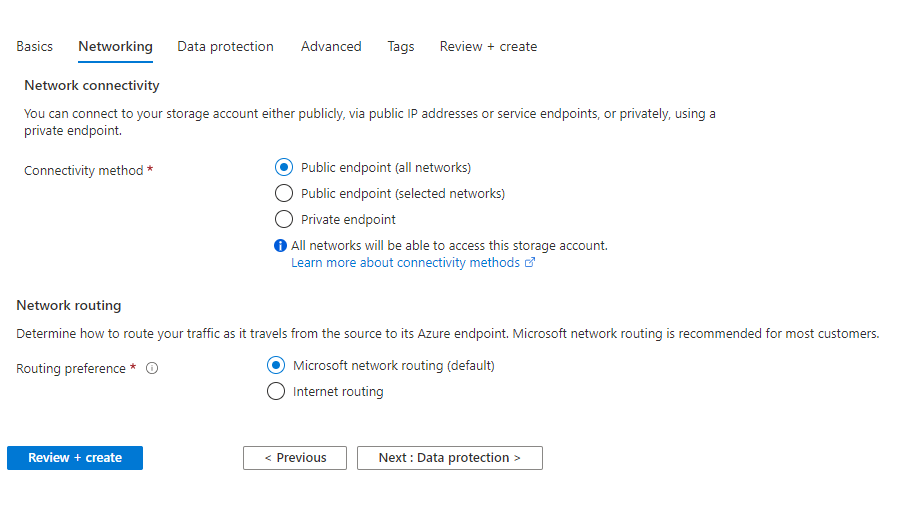 Basics Networking Data protection Advanced Tags Review + create
Network connectivity
You can connect to your storage account either publicly, via public IP addresses or service endpoints, or privately, using a
private endpoint.
Connectivity method *
Public endpoint (all networks)
Public endpoint (selected networks)
Private endpoint
All networks will be able to access this storage account.
Learn more about connectivity methods
Network routing
Determine how to route your traffic as it travels from the source to its Azure endpoint. Microsoft network routing is recommended for most customers.
Routing preference *
Microsoft network routing (default)
Internet routing
Review + create < Previous Next : Data protection >